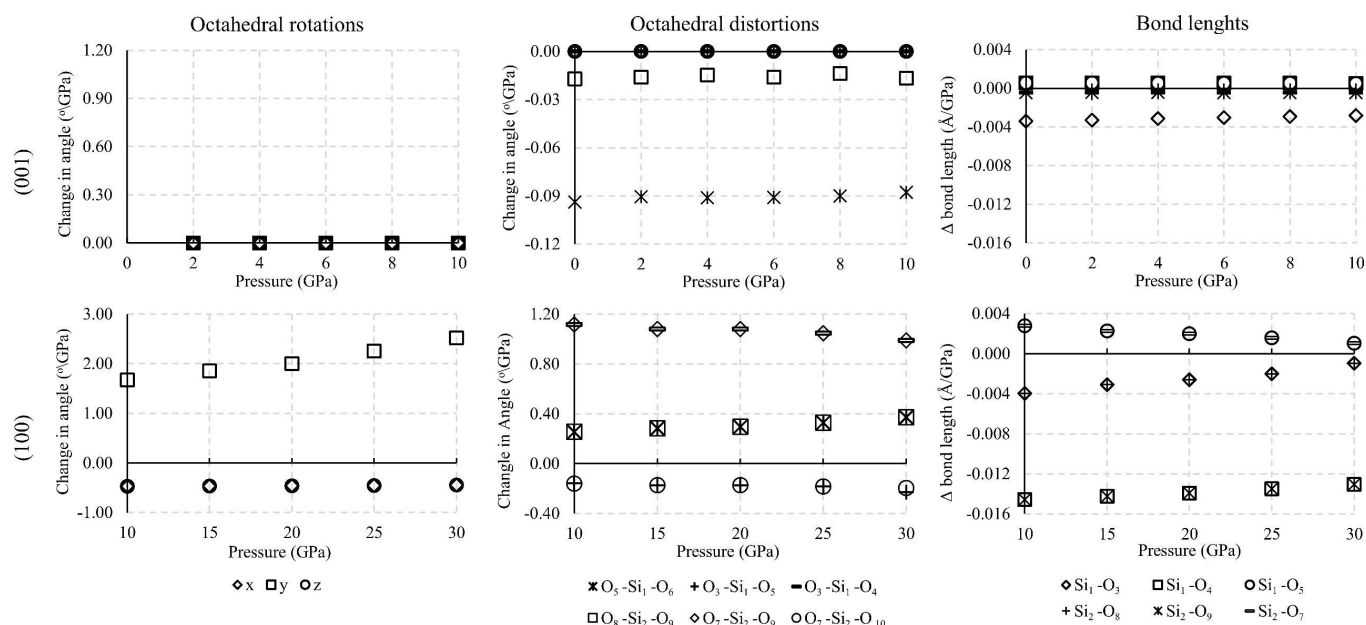 Octahedral rotations
Octahedral distortions
Bond lenghts
(001)
Change in angle (º\GPa)
1.20
0.90
0.60
0.30
0.00
0 2 4 6 8 10
Pressure (GPa)
Change in angle (º\GPa)
0.00
-0.03
-0.06
-0.09
-0.12
0 2 4 6 8 10
Pressure (GPa)
Δ bond length (Å/GPa)
0.004
0.000
-0.004
-0.008
-0.012
-0.016
0 2 4 6 8 10
Pressure (GPa)
(100)
Change in angle (º\GPa)
3.00
2.00
1.00
0.00
-1.00
10 15 20 25 30
Pressure (GPa)
x y z
Changle in Angle (º\GPa)
1.20
0.80
0.40
0.00
-0.40
10 15 20 25 30
Pressure (GPa)
O₅-Si₁-O₆ O₃-Si₁-O₅ O₃-Si₁-O₄
O₈-Si₂-O₉ O₇-Si₂-O₉ O₇-Si₂-O₁₀
Δ bond length (Å/GPa)
0.004
0.000
-0.004
-0.008
-0.012
-0.016
10 15 20 25 30
Pressure (GPa)
Si₁-O₃ Si₁-O₄ Si₁-O₅
Si₂-O₈ Si₂-O₉ Si₂-O₇